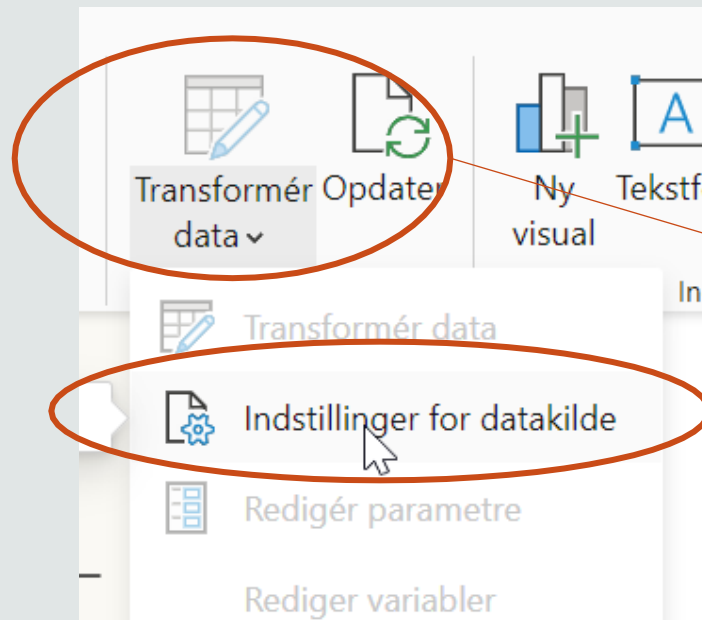 Transformér
data
Opdater
Ny
visual
Tekstf
In
Transformér data
Indstillinger for datakilde
Redigér parametre
Rediger variabler